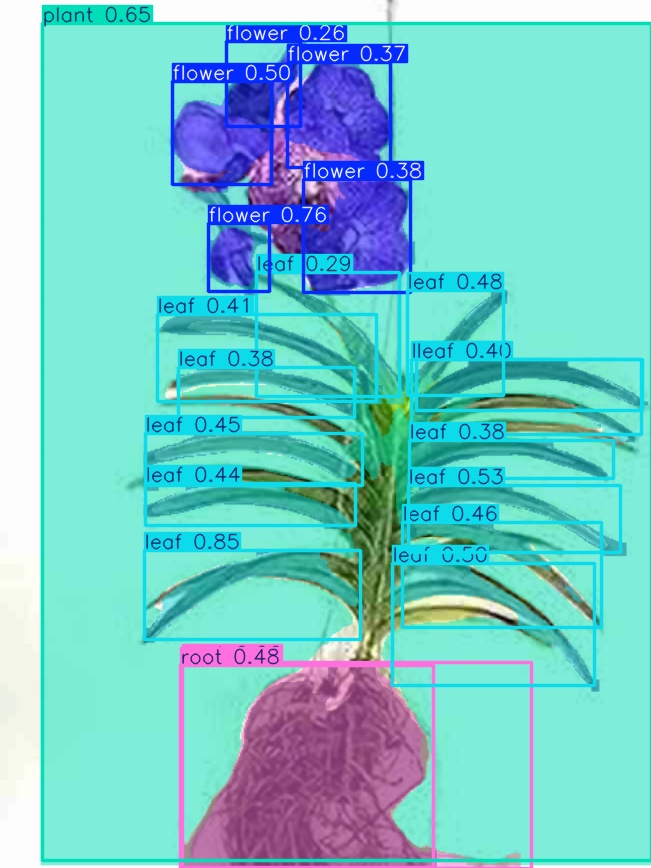 plant 0.65
flower 0.26
flower 0.37
flower 0.50
flower 0.38
flower 0.76
leaf 0.29
leaf 0.48
leaf 0.41
leaf 0.40
leaf 0.38
leaf 0.45
leaf 0.38
leaf 0.44
leaf 0.53
leaf 0.46
leaf 0.85
leaf 0.50
root 0.48